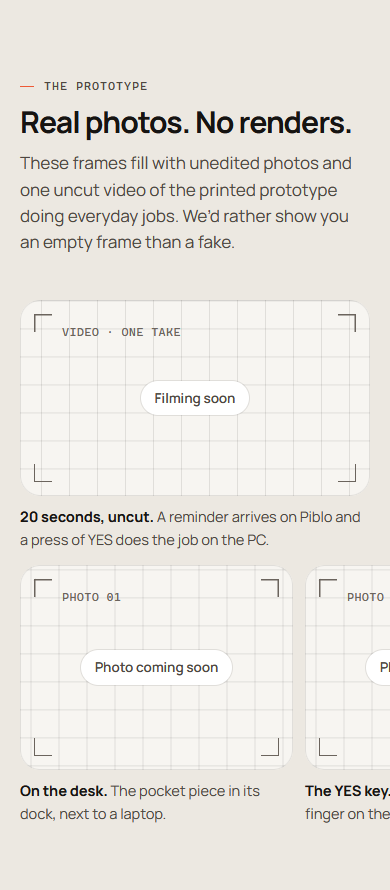 THE PROTOTYPE
Real photos. No renders.
These frames fill with unedited photos and
one uncut video of the printed prototype
doing everyday jobs. We'd rather show you
an empty frame than a fake.
VIDEO · ONE TAKE
Filming soon
20 seconds, uncut. A reminder arrives on Piblo and
a press of YES does the job on the PC.
PHOTO 01
Photo coming soon
On the desk. The pocket piece in its
dock, next to a laptop.
PHOTO
The YES key.
finger on the